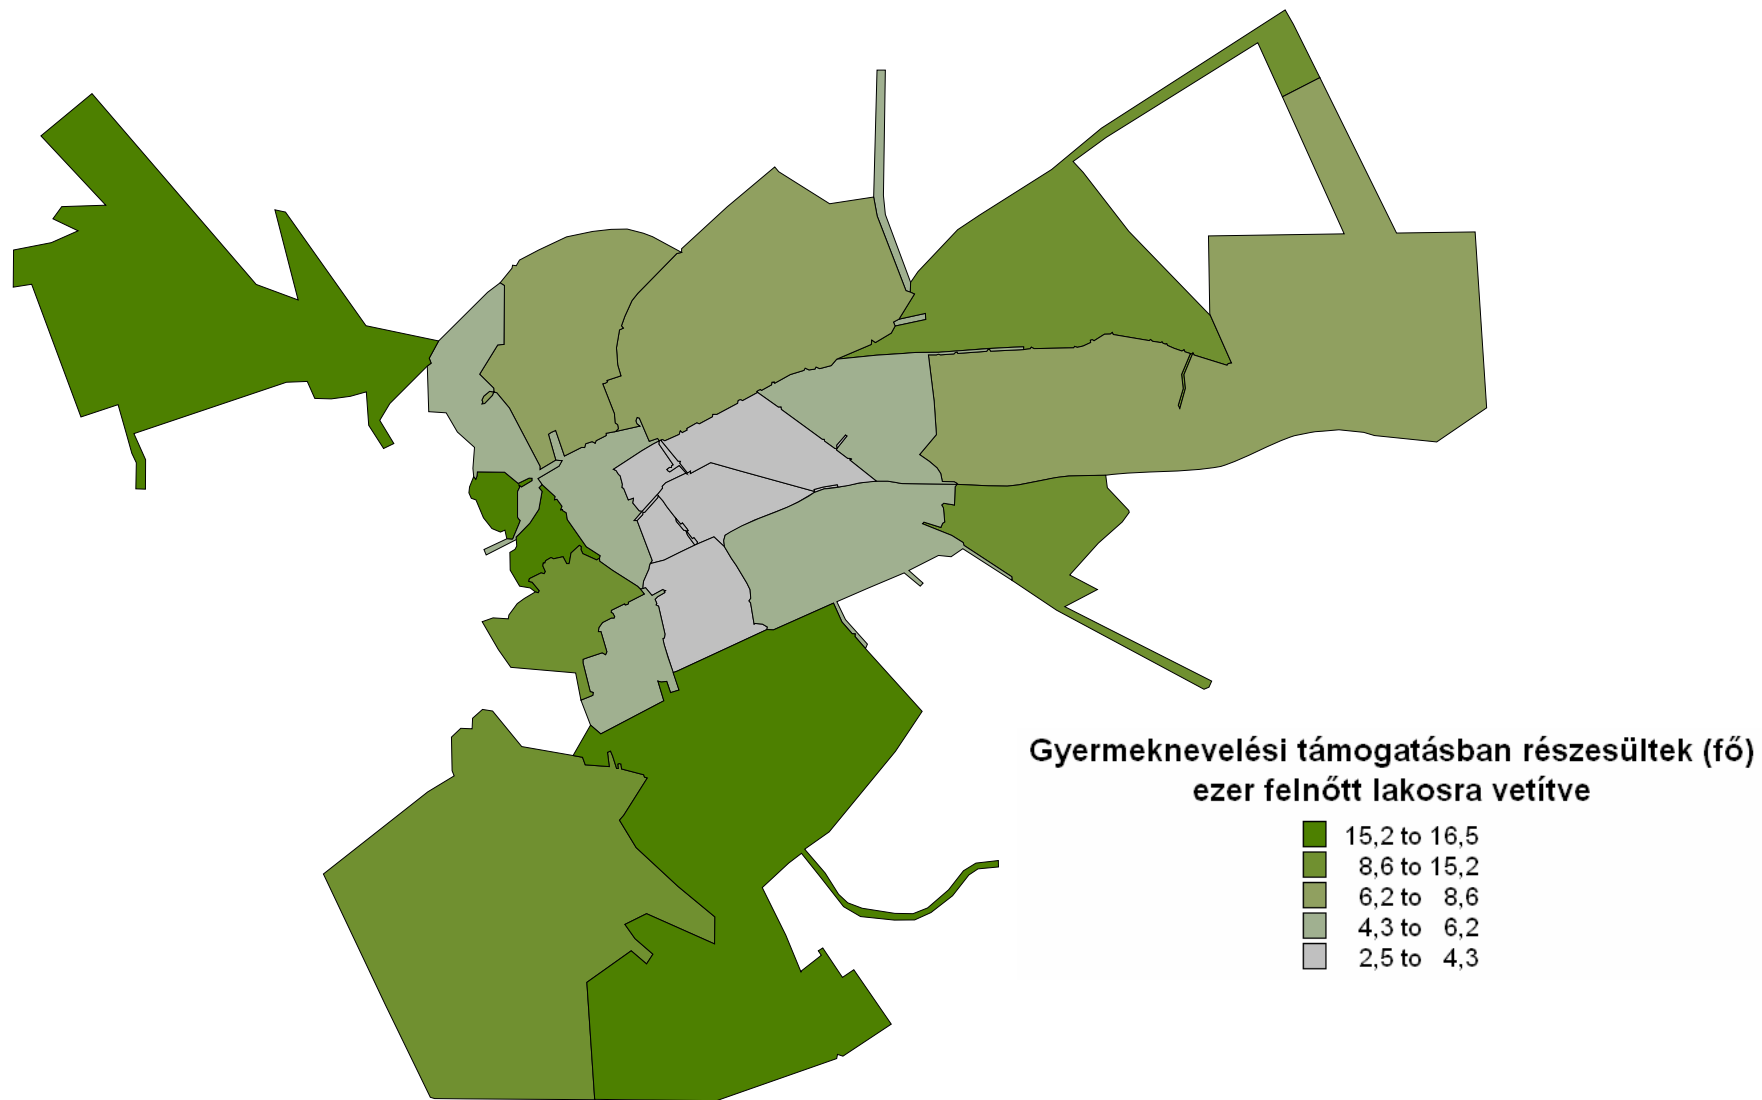 Gyermeknevelési támogatásban részesültek (fő)
ezer felnőtt lakosra vetítve
15,2 to 16,5
8,6 to 15,2
6,2 to 8,6
4,3 to 6,2
2,5 to 4,3